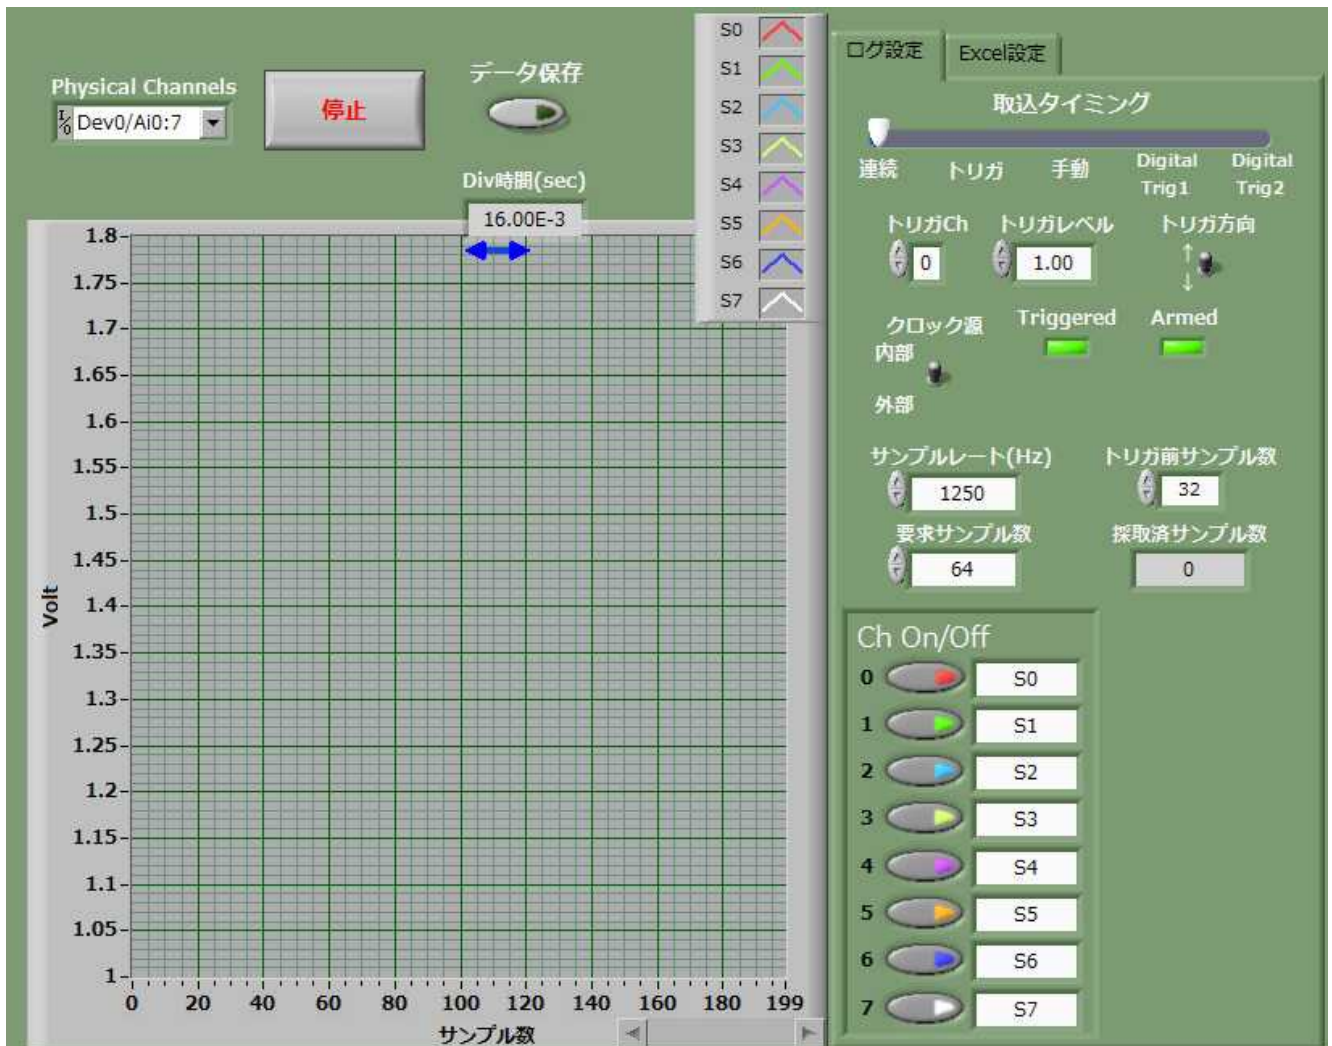 Physical Channels
Dev0/Ai0:7
停止
データ保存
Div時間(sec)
16.00E-3
S0
S1
S2
S3
S4
S5
S6
S7
1.8
1.75
1.7
1.65
1.6
1.55
1.5
1.45
1.4
1.35
1.3
1.25
1.2
1.15
1.1
1.05
1
Volt
0 20 40 60 80 100 120 140 160 180 199
サンプル数
ログ設定 Excel設定
取込タイミング
連続 トリガ 手動 Digital Trig1 Digital Trig2
トリガCh トリガレベル トリガ方向
0 1.00
↑
↓
クロック源 Triggered Armed
内部
外部
サンプルレート(Hz) トリガ前サンプル数
1250 32
要求サンプル数 採取済サンプル数
64 0
Ch On/Off
0 S0
1 S1
2 S2
3 S3
4 S4
5 S5
6 S6
7 S7